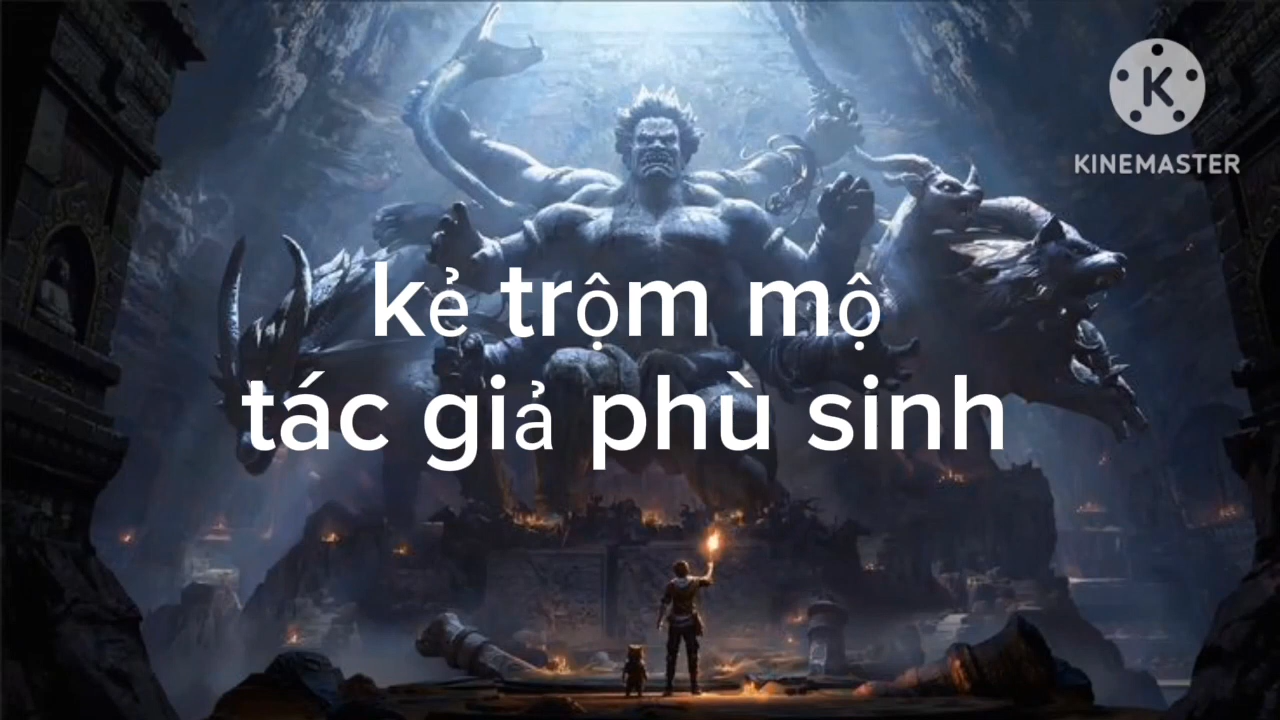 K
KINEMASTER
kẻ trộm mộ
tác giả phù sinh